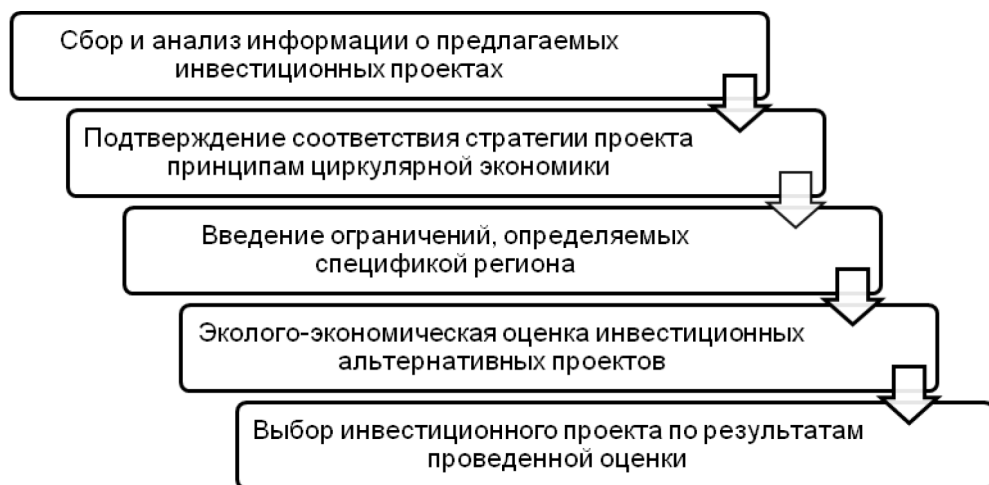 Сбор и анализ информации о предлагаемых
инвестиционных проектах
Подтверждение соответствия стратегии проекта
принципам циркулярной экономики
Введение ограничений, определяемых
спецификой региона
Эколого-экономическая оценка инвестиционных
альтернативных проектов
Выбор инвестиционного проекта по результатам
проведенной оценки